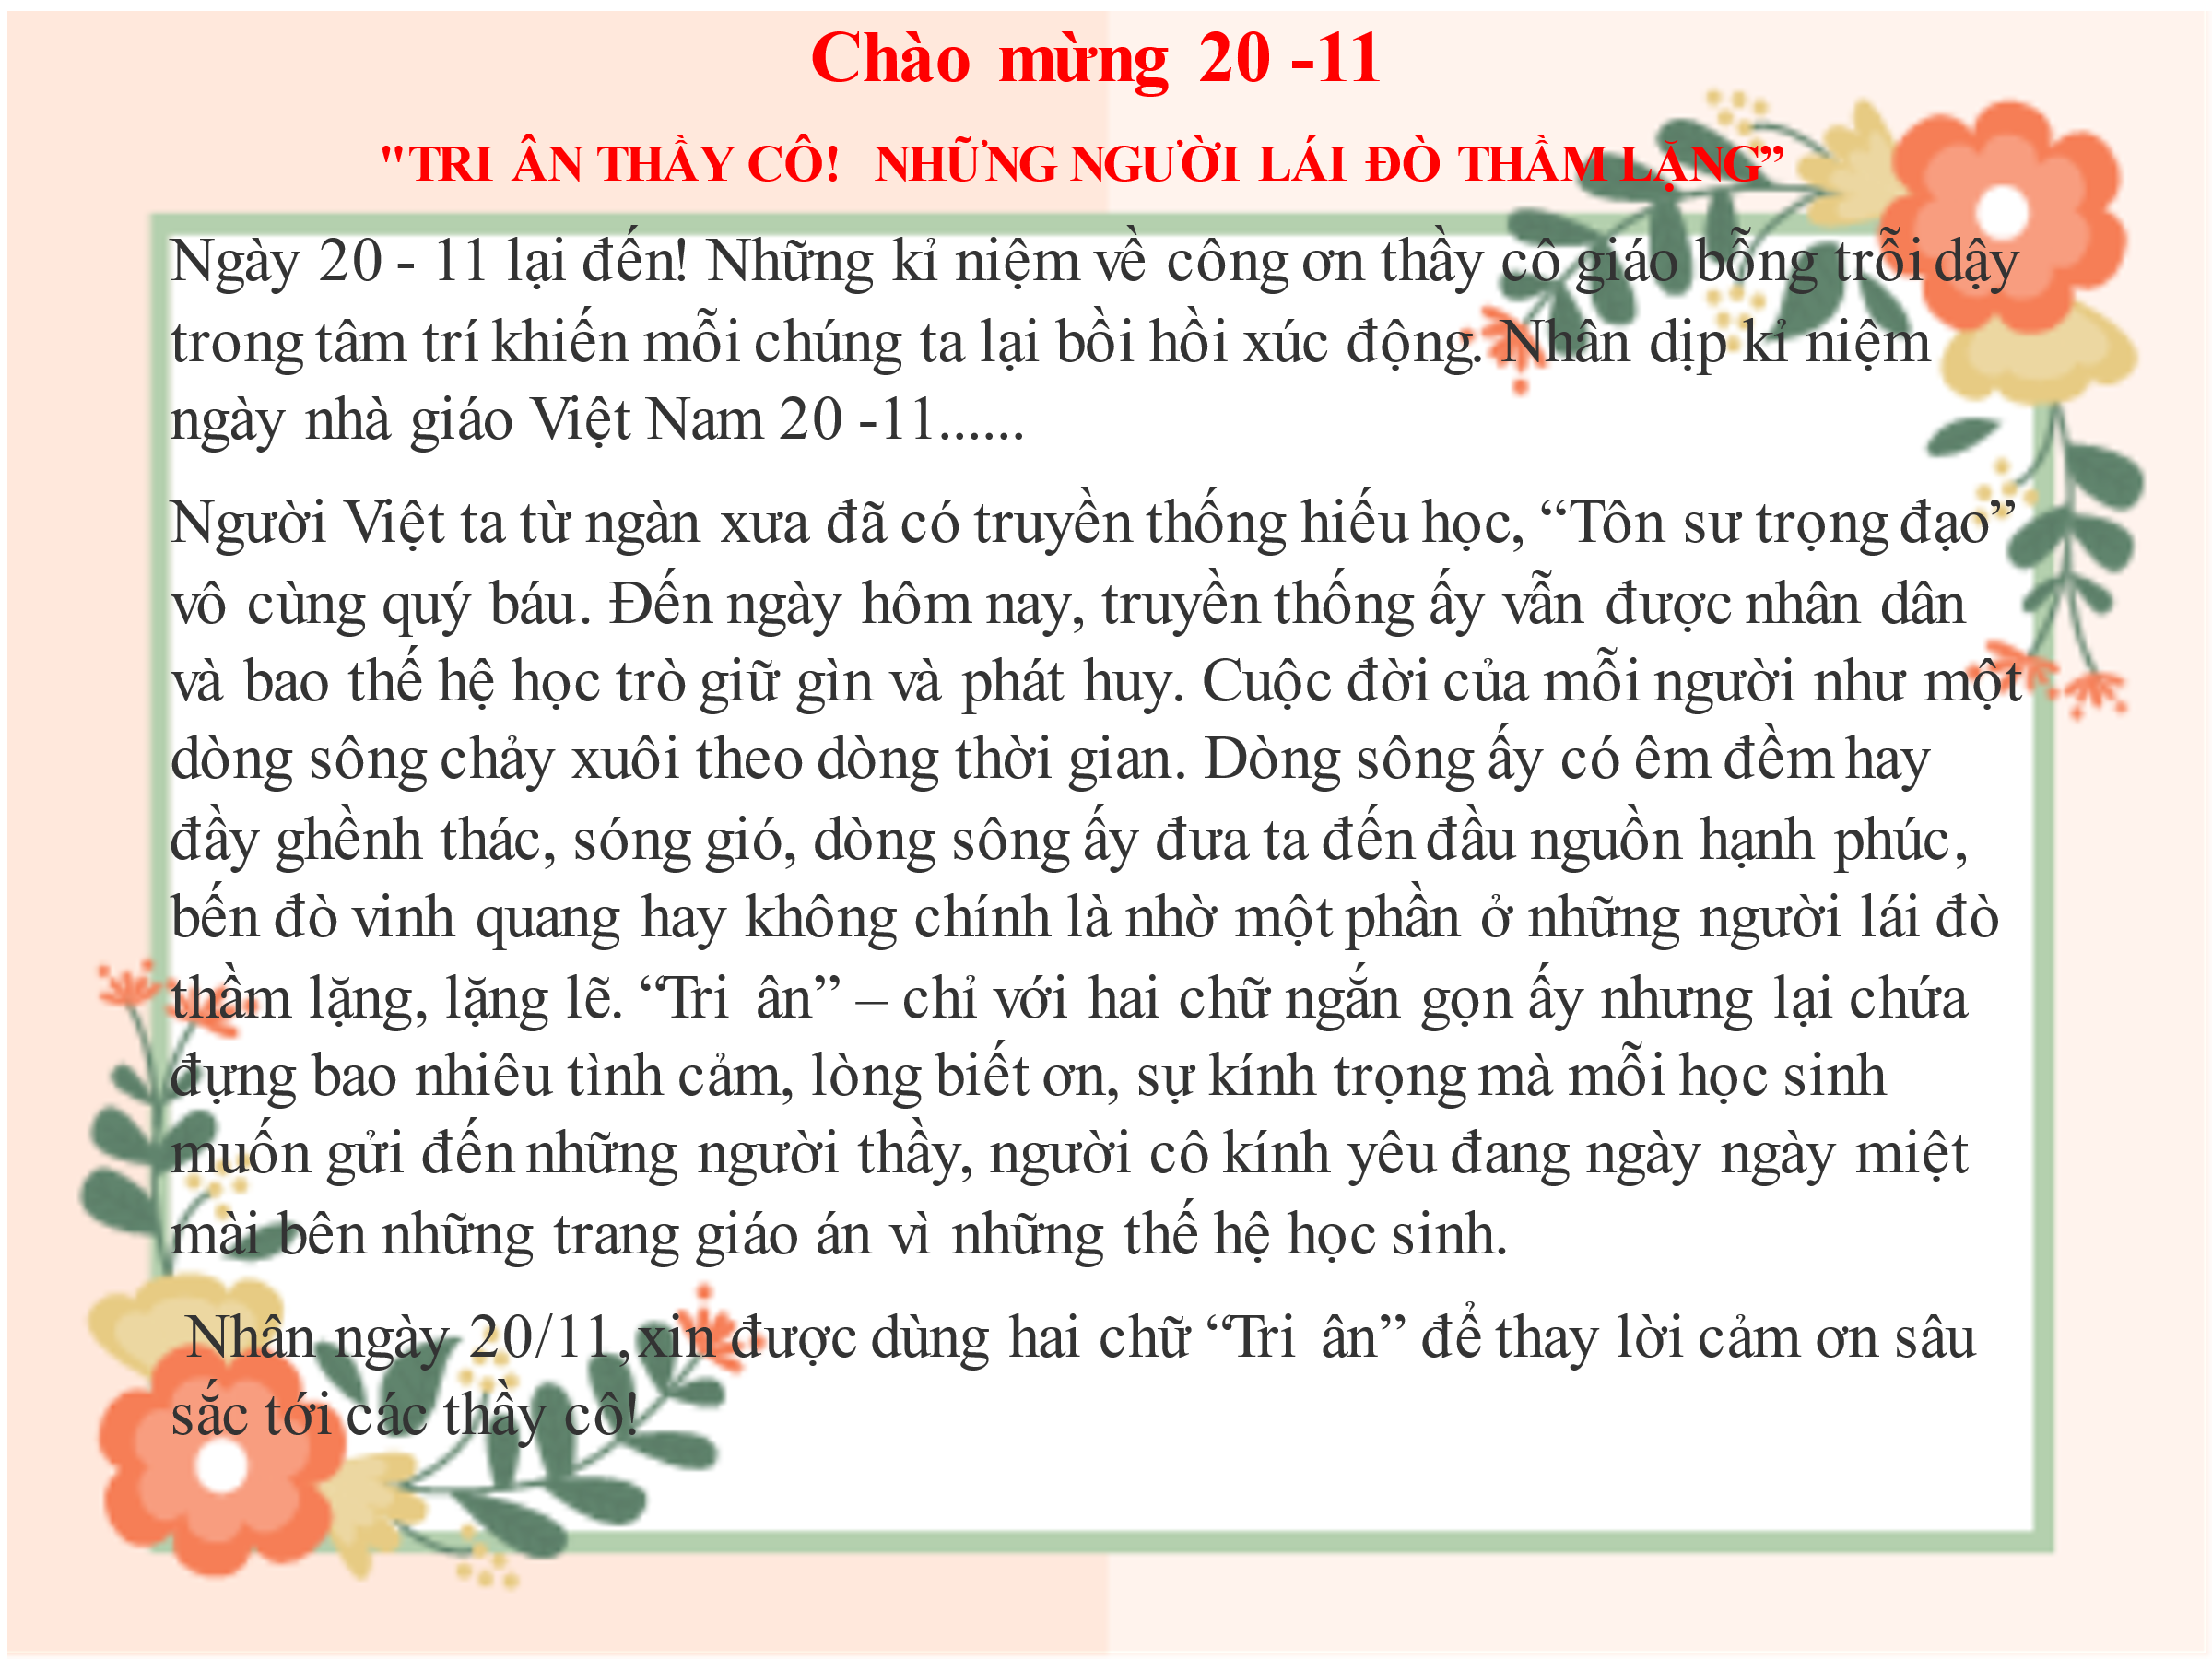 Chào mừng 20 -11
"TRI ÂN THẦY CÔ! NHỮNG NGƯỜI LÁI ĐÒ THẦM LẶNG”
Ngày 20 - 11 lại đến! Những kỉ niệm về công ơn thầy cô giáo bỗng trỗi dậy
trong tâm trí khiến mỗi chúng ta lại bồi hồi xúc động. Nhân dịp kỉ niệm
ngày nhà giáo Việt Nam 20 -11......
Người Việt ta từ ngàn xưa đã có truyền thống hiếu học, “Tôn sư trọng đạo”
vô cùng quý báu. Đến ngày hôm nay, truyền thống ấy vẫn được nhân dân
và bao thế hệ học trò giữ gìn và phát huy. Cuộc đời của mỗi người như một
dòng sông chảy xuôi theo dòng thời gian. Dòng sông ấy có êm đềm hay
đầy ghềnh thác, sóng gió, dòng sông ấy đưa ta đến đầu nguồn hạnh phúc,
bến đò vinh quang hay không chính là nhờ một phần ở những người lái đò
thầm lặng, lặng lẽ. “Tri ân” – chỉ với hai chữ ngắn gọn ấy nhưng lại chứa
đựng bao nhiêu tình cảm, lòng biết ơn, sự kính trọng mà mỗi học sinh
muốn gửi đến những người thầy, người cô kính yêu đang ngày ngày miệt
mài bên những trang giáo án vì những thế hệ học sinh.
Nhân ngày 20/11, xin được dùng hai chữ “Tri ân” để thay lời cảm ơn sâu
sắc tới các thầy cô!